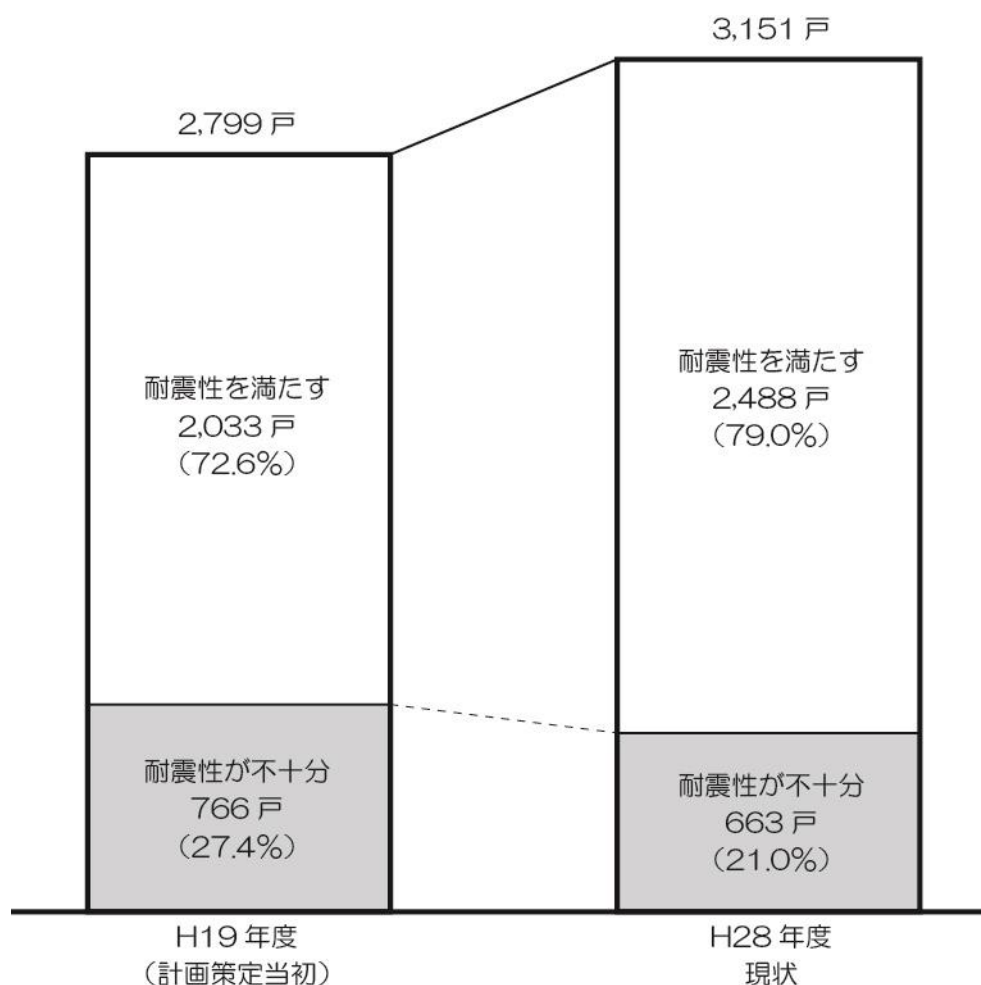 3,151 戸
2,799 戸
耐震性を満たす
2,033 戸
（72.6%）
耐震性を満たす
2,488 戸
（79.0%）
耐震性が不十分
766 戸
（27.4%）
耐震性が不十分
663 戸
（21.0%）
H19 年度
（計画策定当初）
H28 年度
現状